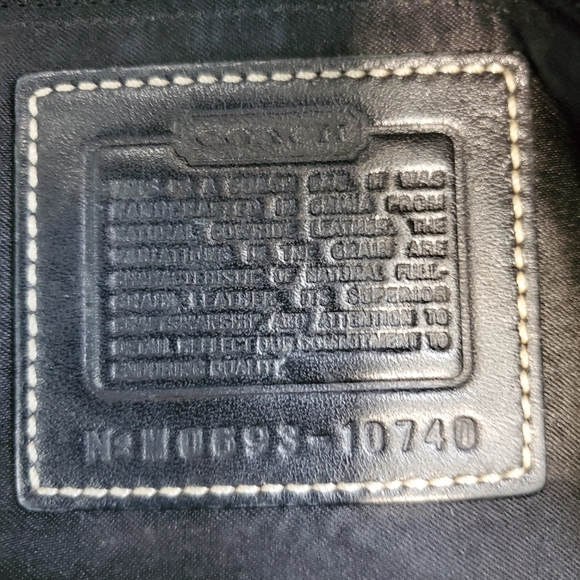 COACH
THIS IS A COACH BAG. IT WAS
HANDCRAFTED IN CHINA FROM
NATURAL COWHIDE LEATHER. THE
VARIATIONS IN THE GRAIN ARE
CHARACTERISTIC OF NATURAL FULL-
GRAIN LEATHER. ITS SUPERIOR
CRAFTSMANSHIP AND ATTENTION TO
DETAIL REFLECT OUR COMMITMENT TO
ENDURING QUALITY.
No M0693-10740